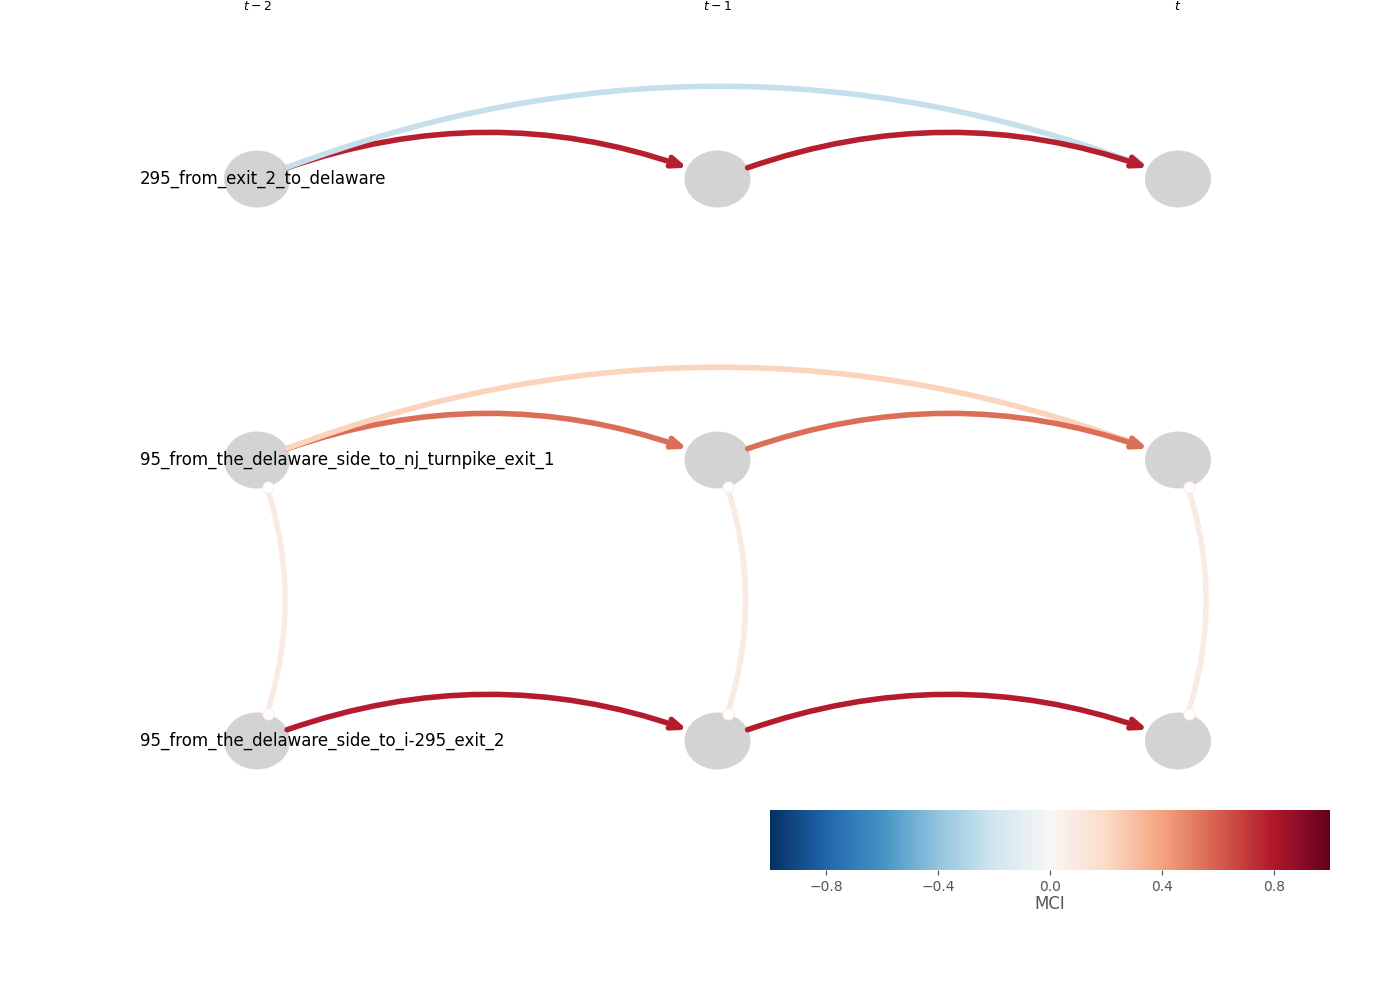 t − 2 t − 1 t
295_from_exit_2_to_delaware
95_from_the_delaware_side_to_nj_turnpike_exit_1
95_from_the_delaware_side_to_i-295_exit_2
−0.8 −0.4 0.0 0.4 0.8
MCI